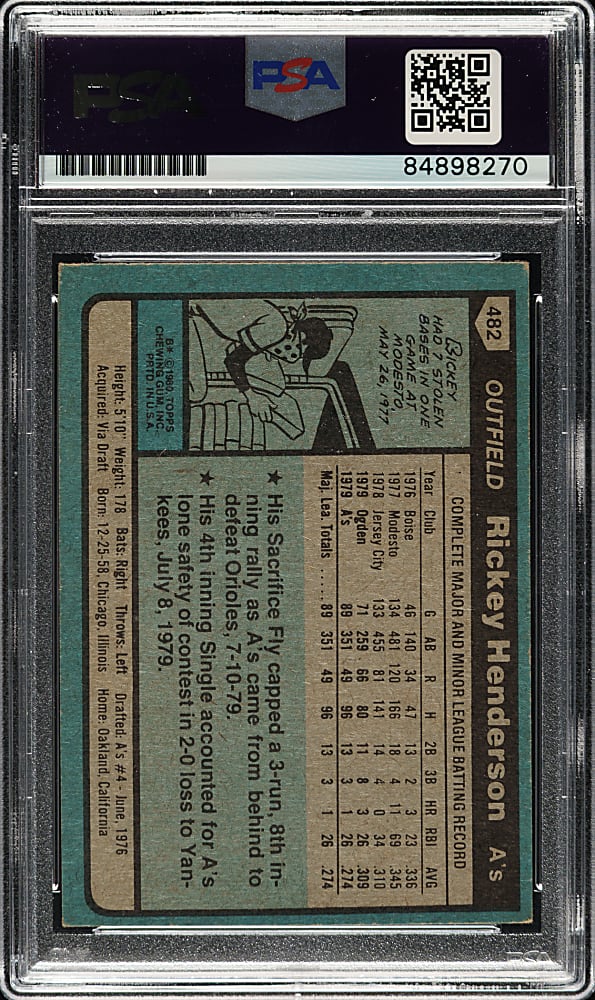 PSA
PSA
84898270
482 OUTFIELD Rickey Henderson A's
RICKEY
HAD 7 STOLEN
BASES IN ONE
GAME AT
MODESTO,
MAY 26, 1977
B* © 1980 TOPPS
CHEWING GUM, INC.
PRTD. IN U.S.A.
COMPLETE MAJOR AND MINOR LEAGUE BATTING RECORD
Year Club G AB R H 2B 3B HR RBI AVG
1976 Boise 46 140 34 47 13 2 3 23 .336
1977 Modesto 134 481 120 166 18 4 11 69 .345
1978 Jersey City 133 455 81 141 14 4 0 34 .310
1979 Ogden 71 259 66 80 11 8 3 26 .309
1979 A's 89 351 49 96 13 3 1 26 .274
Maj. Lea. Totals ...... 89 351 49 96 13 3 1 26 .274
★ His Sacrifice Fly capped a 3-run, 8th in-
ning rally as A's came from behind to
defeat Orioles, 7-10-79.
★ His 4th inning Single accounted for A's
lone safety of contest in 2-0 loss to Yan-
kees, July 8, 1979.
Height: 5'10" Weight: 178 Bats: Right Throws: Left Drafted: A's #4 - June, 1976
Acquired: Via Draft Born: 12-25-58, Chicago, Illinois Home: Oakland, California